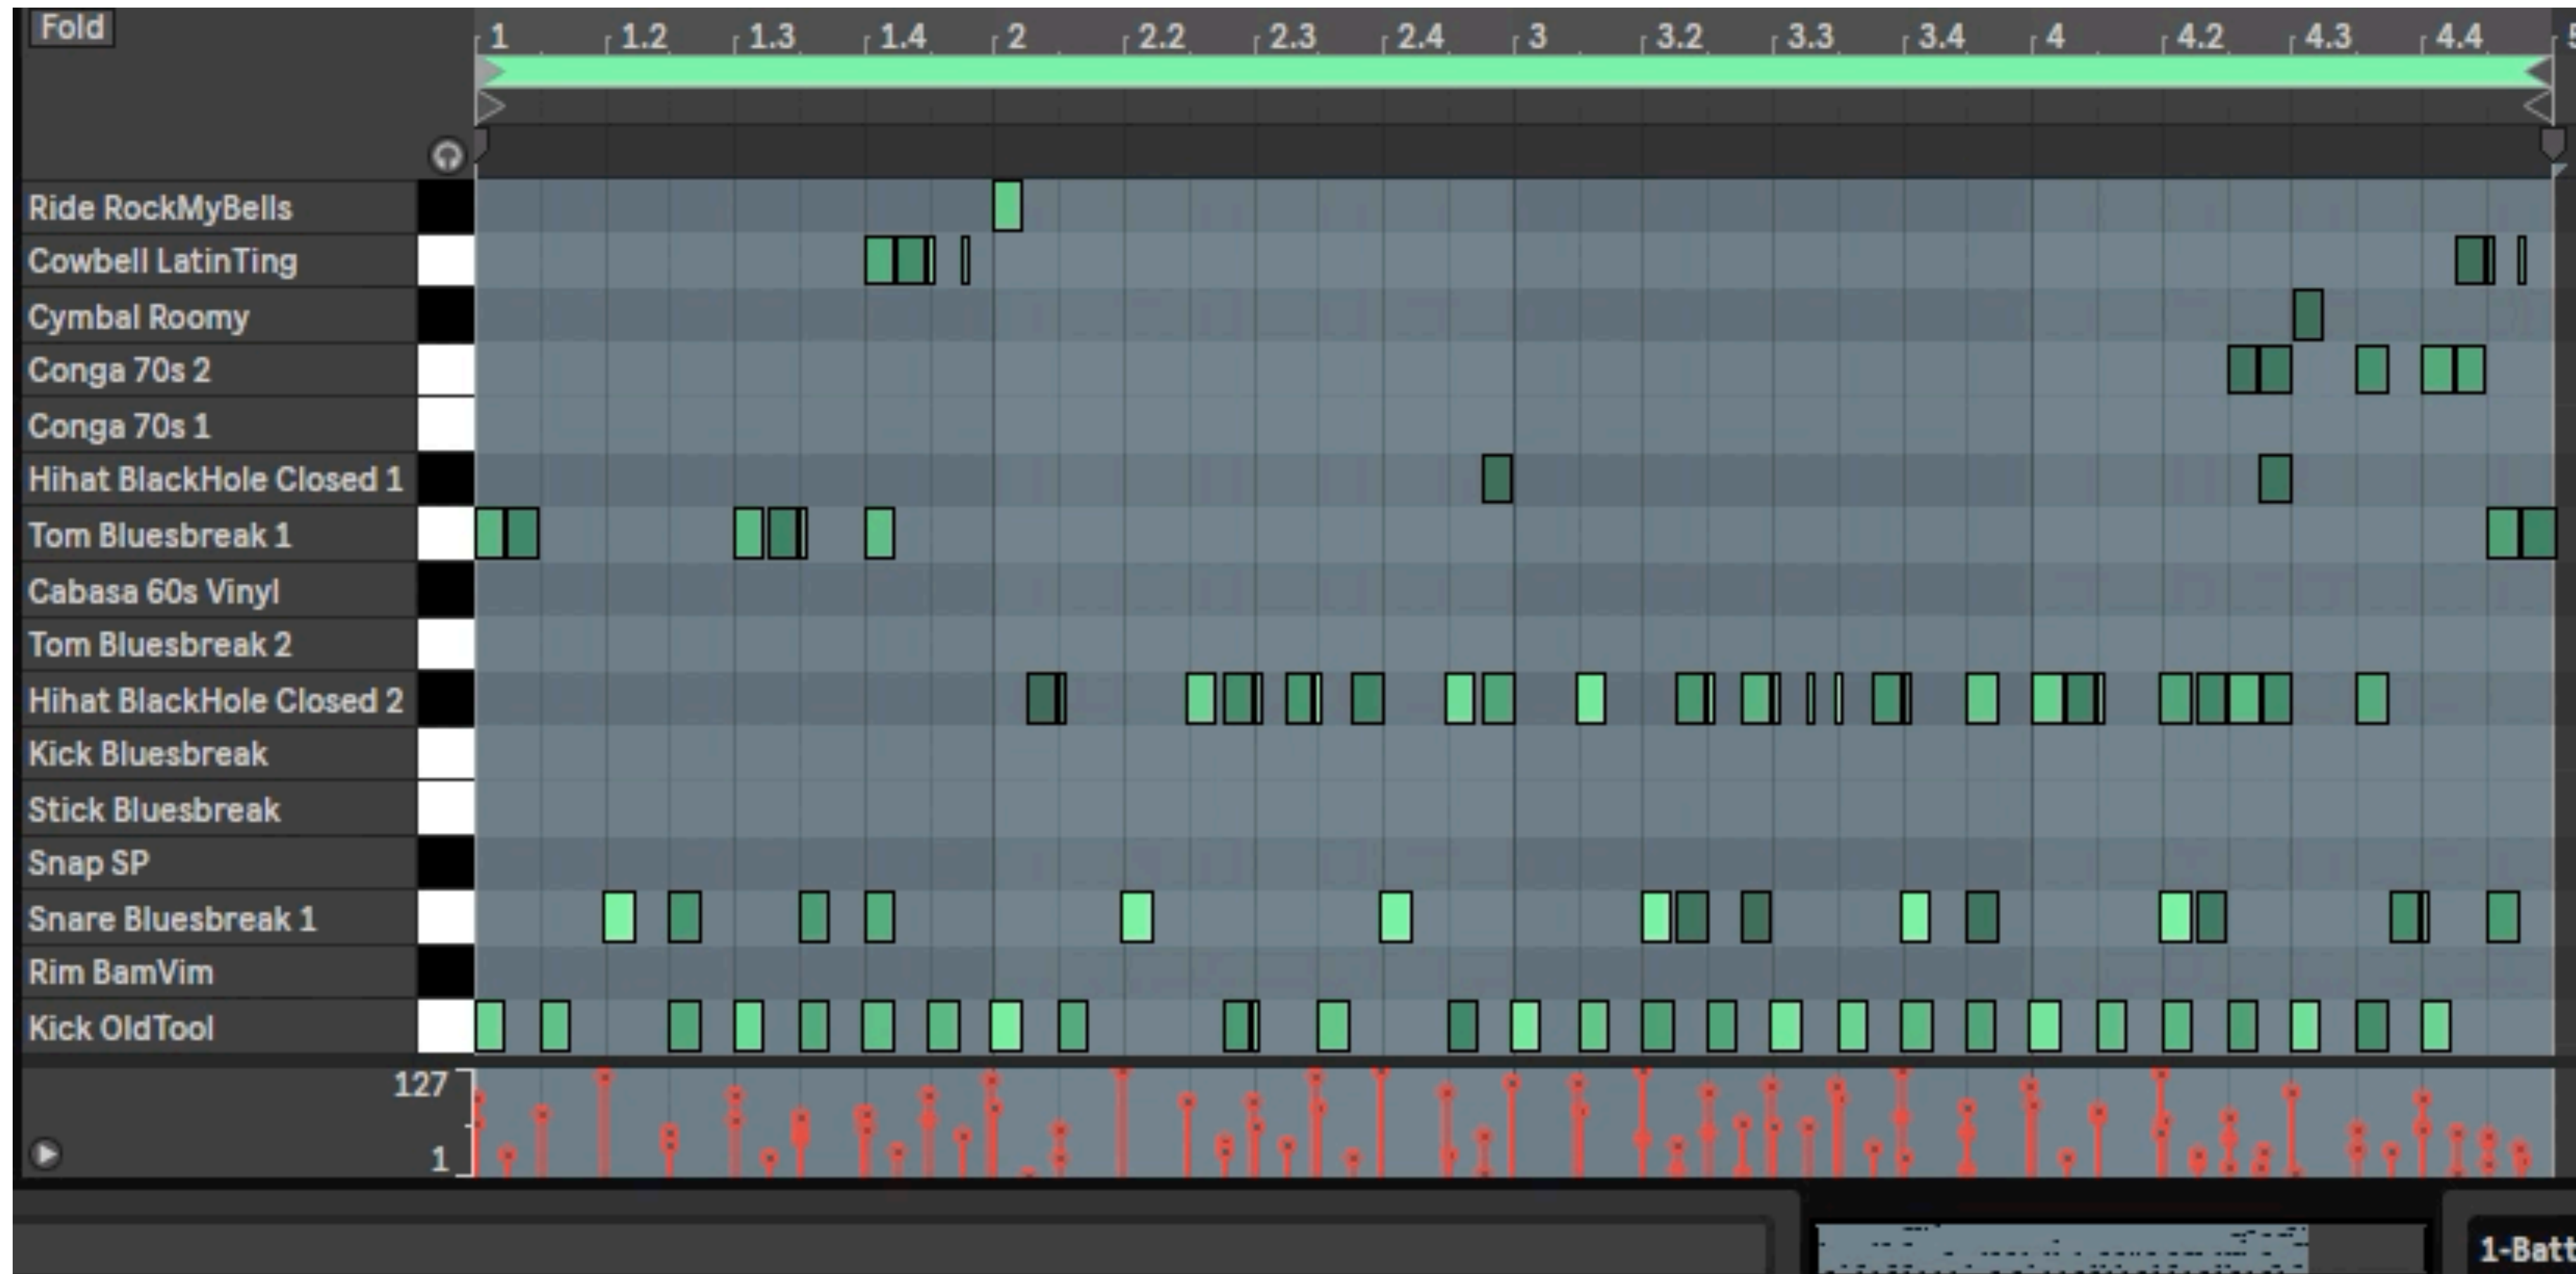 Fold
1 1.2 1.3 1.4 2 2.2 2.3 2.4 3 3.2 3.3 3.4 4 4.2 4.3 4.4
Ride RockMyBells
Cowbell LatinTing
Cymbal Roomy
Conga 70s 2
Conga 70s 1
Hihat BlackHole Closed 1
Tom Bluesbreak 1
Cabasa 60s Vinyl
Tom Bluesbreak 2
Hihat BlackHole Closed 2
Kick Bluesbreak
Stick Bluesbreak
Snap SP
Snare Bluesbreak 1
Rim BamVim
Kick OldTool
127
1
1-Batt